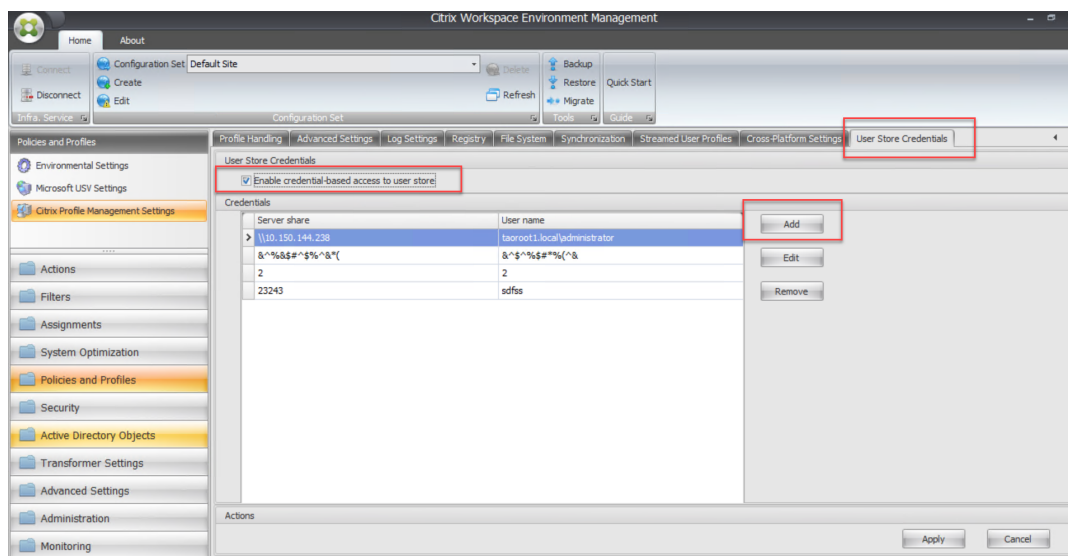 Citrix Workspace Environment Management
Home About
Connect
Disconnect
Infra. Service
Configuration Set Default Site
Create
Edit
Delete
Refresh
Configuration Set
Backup
Restore
Migrate
Tools
Quick Start
Guide
Policies and Profiles
Environmental Settings
Microsoft USV Settings
Citrix Profile Management Settings
Actions
Filters
Assignments
System Optimization
Policies and Profiles
Security
Active Directory Objects
Transformer Settings
Advanced Settings
Administration
Monitoring
Profile Handling Advanced Settings Log Settings Registry File System Synchronization Streamed User Profiles Cross-Platform Settings User Store Credentials
User Store Credentials
Enable credential-based access to user store
Credentials
Server share User name
\\10.150.144.238 taoroot1.local\administrator
&^%&$#^$%^&*( &^$^%$#*%(^&
2 2
23243 sdfss
Add
Edit
Remove
Actions
Apply Cancel